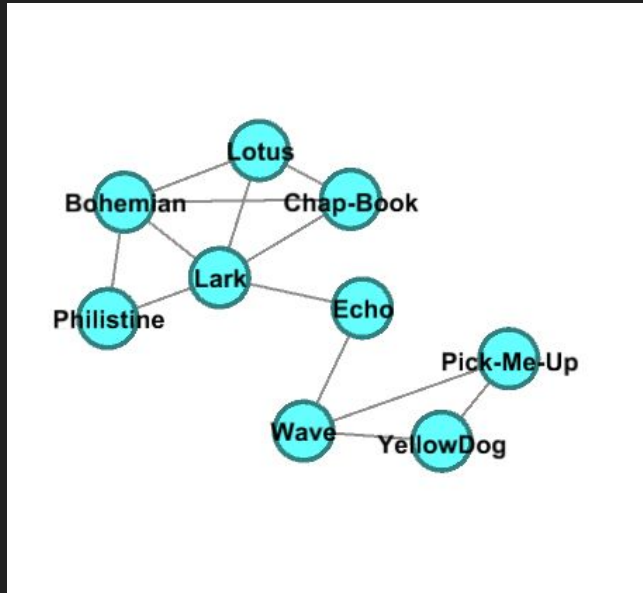 Lotus
Bohemian
Chap-Book
Lark
Echo
Philistine
Pick-Me-Up
Wave
YellowDog